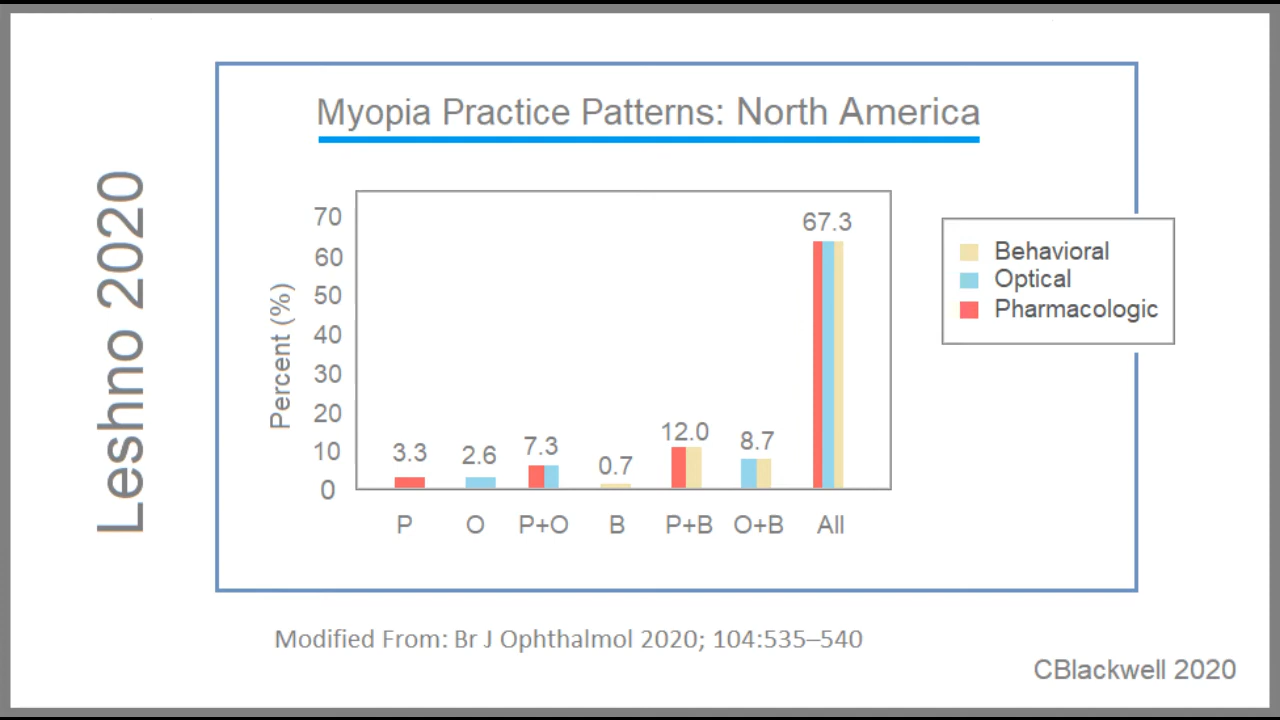 Leshno 2020
Myopia Practice Patterns: North America
Percent (%)
70
60
50
40
30
20
10
0
3.3
2.6
7.3
0.7
12.0
8.7
67.3
P
O
P+O
B
P+B
O+B
All
Behavioral
Optical
Pharmacologic
Modified From: Br J Ophthalmol 2020; 104:535–540
CBlackwell 2020